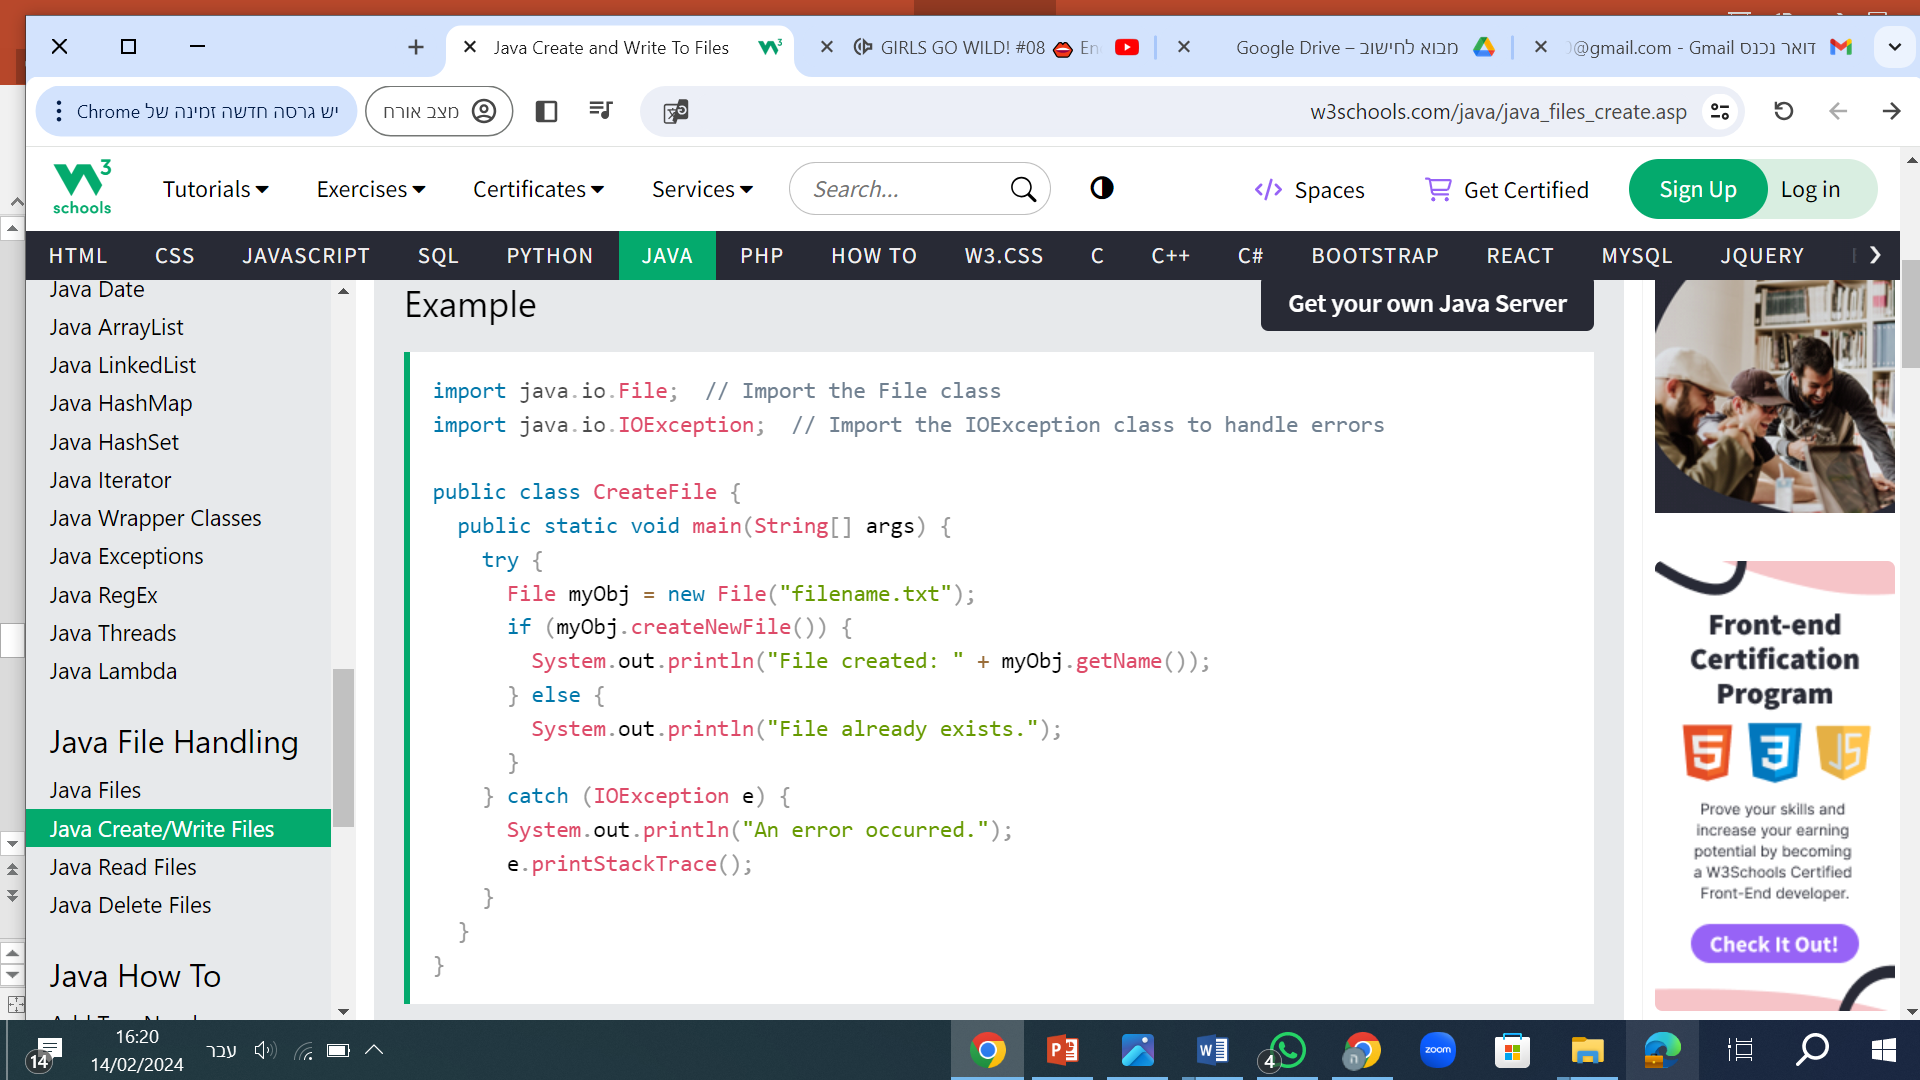 Java Create and Write To Files
GIRLS GO WILD! #08 👄 En
מבוא לחישוב – Google Drive
דואר נכנס - Gmail
@gmail.com
יש גרסה חדשה זמינה של Chrome
מצב אורח
w3schools.com/java/java_files_create.asp
W3
schools
Tutorials
Exercises
Certificates
Services
Search...
Spaces
Get Certified
Sign Up
Log in
HTML CSS JAVASCRIPT SQL PYTHON JAVA PHP HOW TO W3.CSS C C++ C# BOOTSTRAP REACT MYSQL JQUERY
Java Date
Java ArrayList
Java LinkedList
Java HashMap
Java HashSet
Java Iterator
Java Wrapper Classes
Java Exceptions
Java RegEx
Java Threads
Java Lambda
Java File Handling
Java Files
Java Create/Write Files
Java Read Files
Java Delete Files
Java How To
Example
Get your own Java Server
import java.io.File;  // Import the File class
import java.io.IOException;  // Import the IOException class to handle errors
public class CreateFile {
  public static void main(String[] args) {
    try {
      File myObj = new File("filename.txt");
      if (myObj.createNewFile()) {
        System.out.println("File created: " + myObj.getName());
      } else {
        System.out.println("File already exists.");
      }
    } catch (IOException e) {
      System.out.println("An error occurred.");
      e.printStackTrace();
    }
  }
}
Front-end
Certification
Program
5 3 JS
Prove your skills and
increase your earning
potential by becoming
a W3Schools Certified
Front-End developer.
Check It Out!
14
16:20
14/02/2024
עבר
P
W
4
ה
zoom